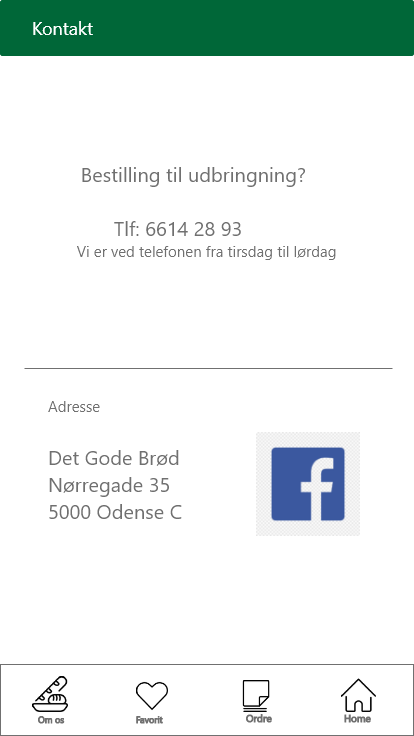 Kontakt
Bestilling til udbringning?
Tlf: 6614 28 93
Vi er ved telefonen fra tirsdag til lørdag
Adresse
Det Gode Brød
Nørregade 35
5000 Odense C
f
Om os
Favorit
Ordre
Home